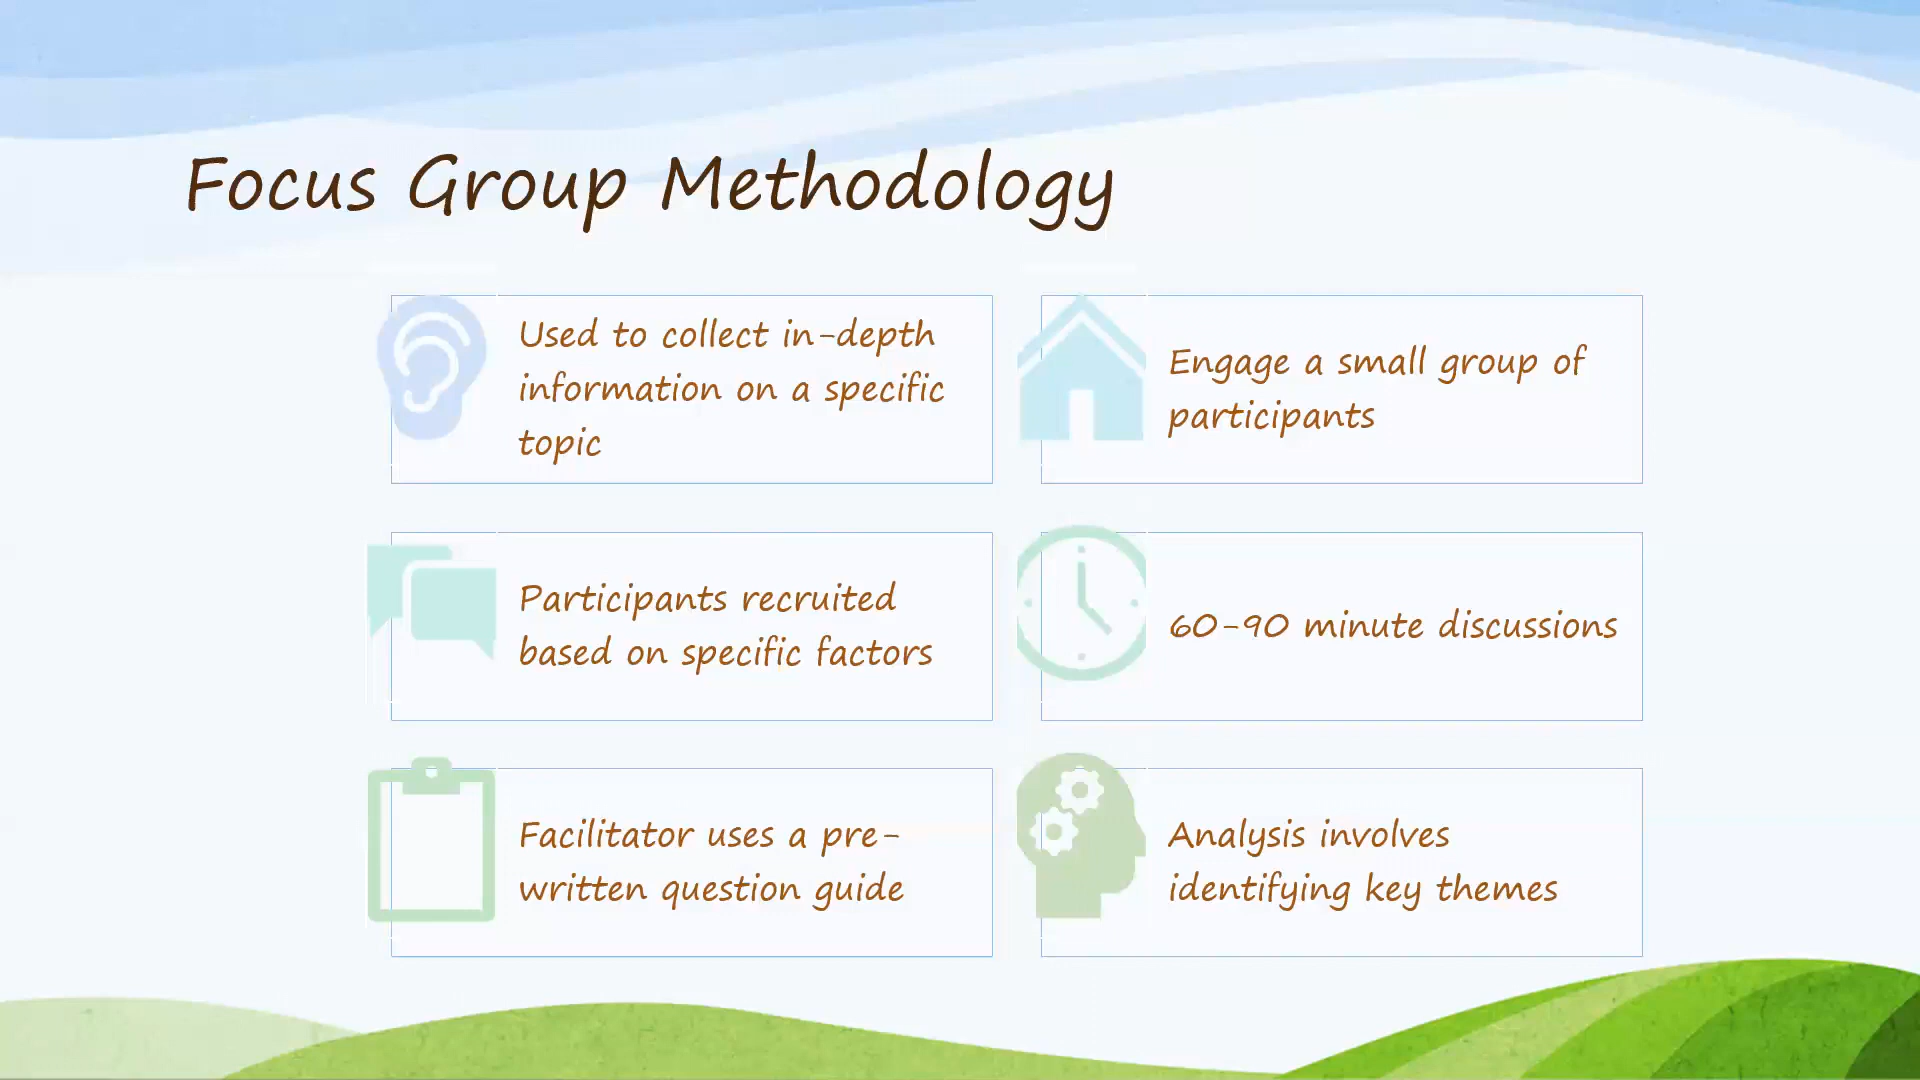 Focus Group Methodology
Used to collect in-depth
information on a specific
topic
Engage a small group of
participants
Participants recruited
based on specific factors
60-90 minute discussions
Facilitator uses a pre-
written question guide
Analysis involves
identifying key themes